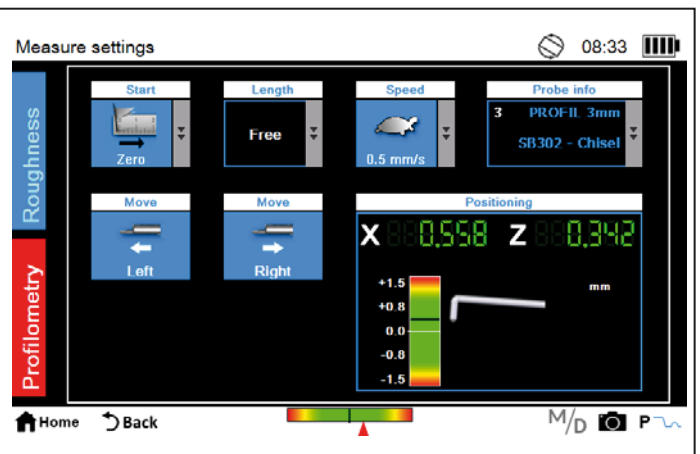 Measure settings
08:33
Roughness
Profilometry
Start
Zero
Length
Free
Speed
0.5 mm/s
Probe info
3 PROFIL 3mm
SB302 - Chisel
Move
Left
Move
Right
Positioning
X 0.558 Z 0.342
mm
+1.5
+0.8
0.0
-0.8
-1.5
Home
Back
M/D
P